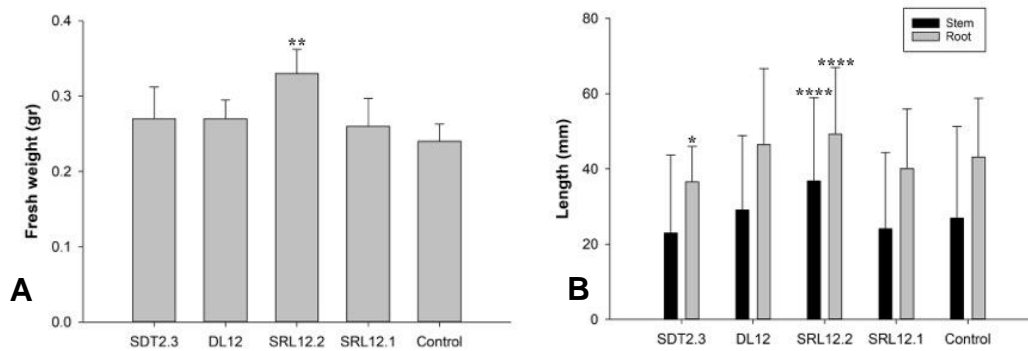 0.4
0.3
0.2
0.1
0.0
Fresh weight (gr)
**
SDT2.3 DL12 SRL12.2 SRL12.1 Control
A
80
60
40
20
0
Length (mm)
Stem
Root
*
****
****
SDT2.3 DL12 SRL12.2 SRL12.1 Control
B